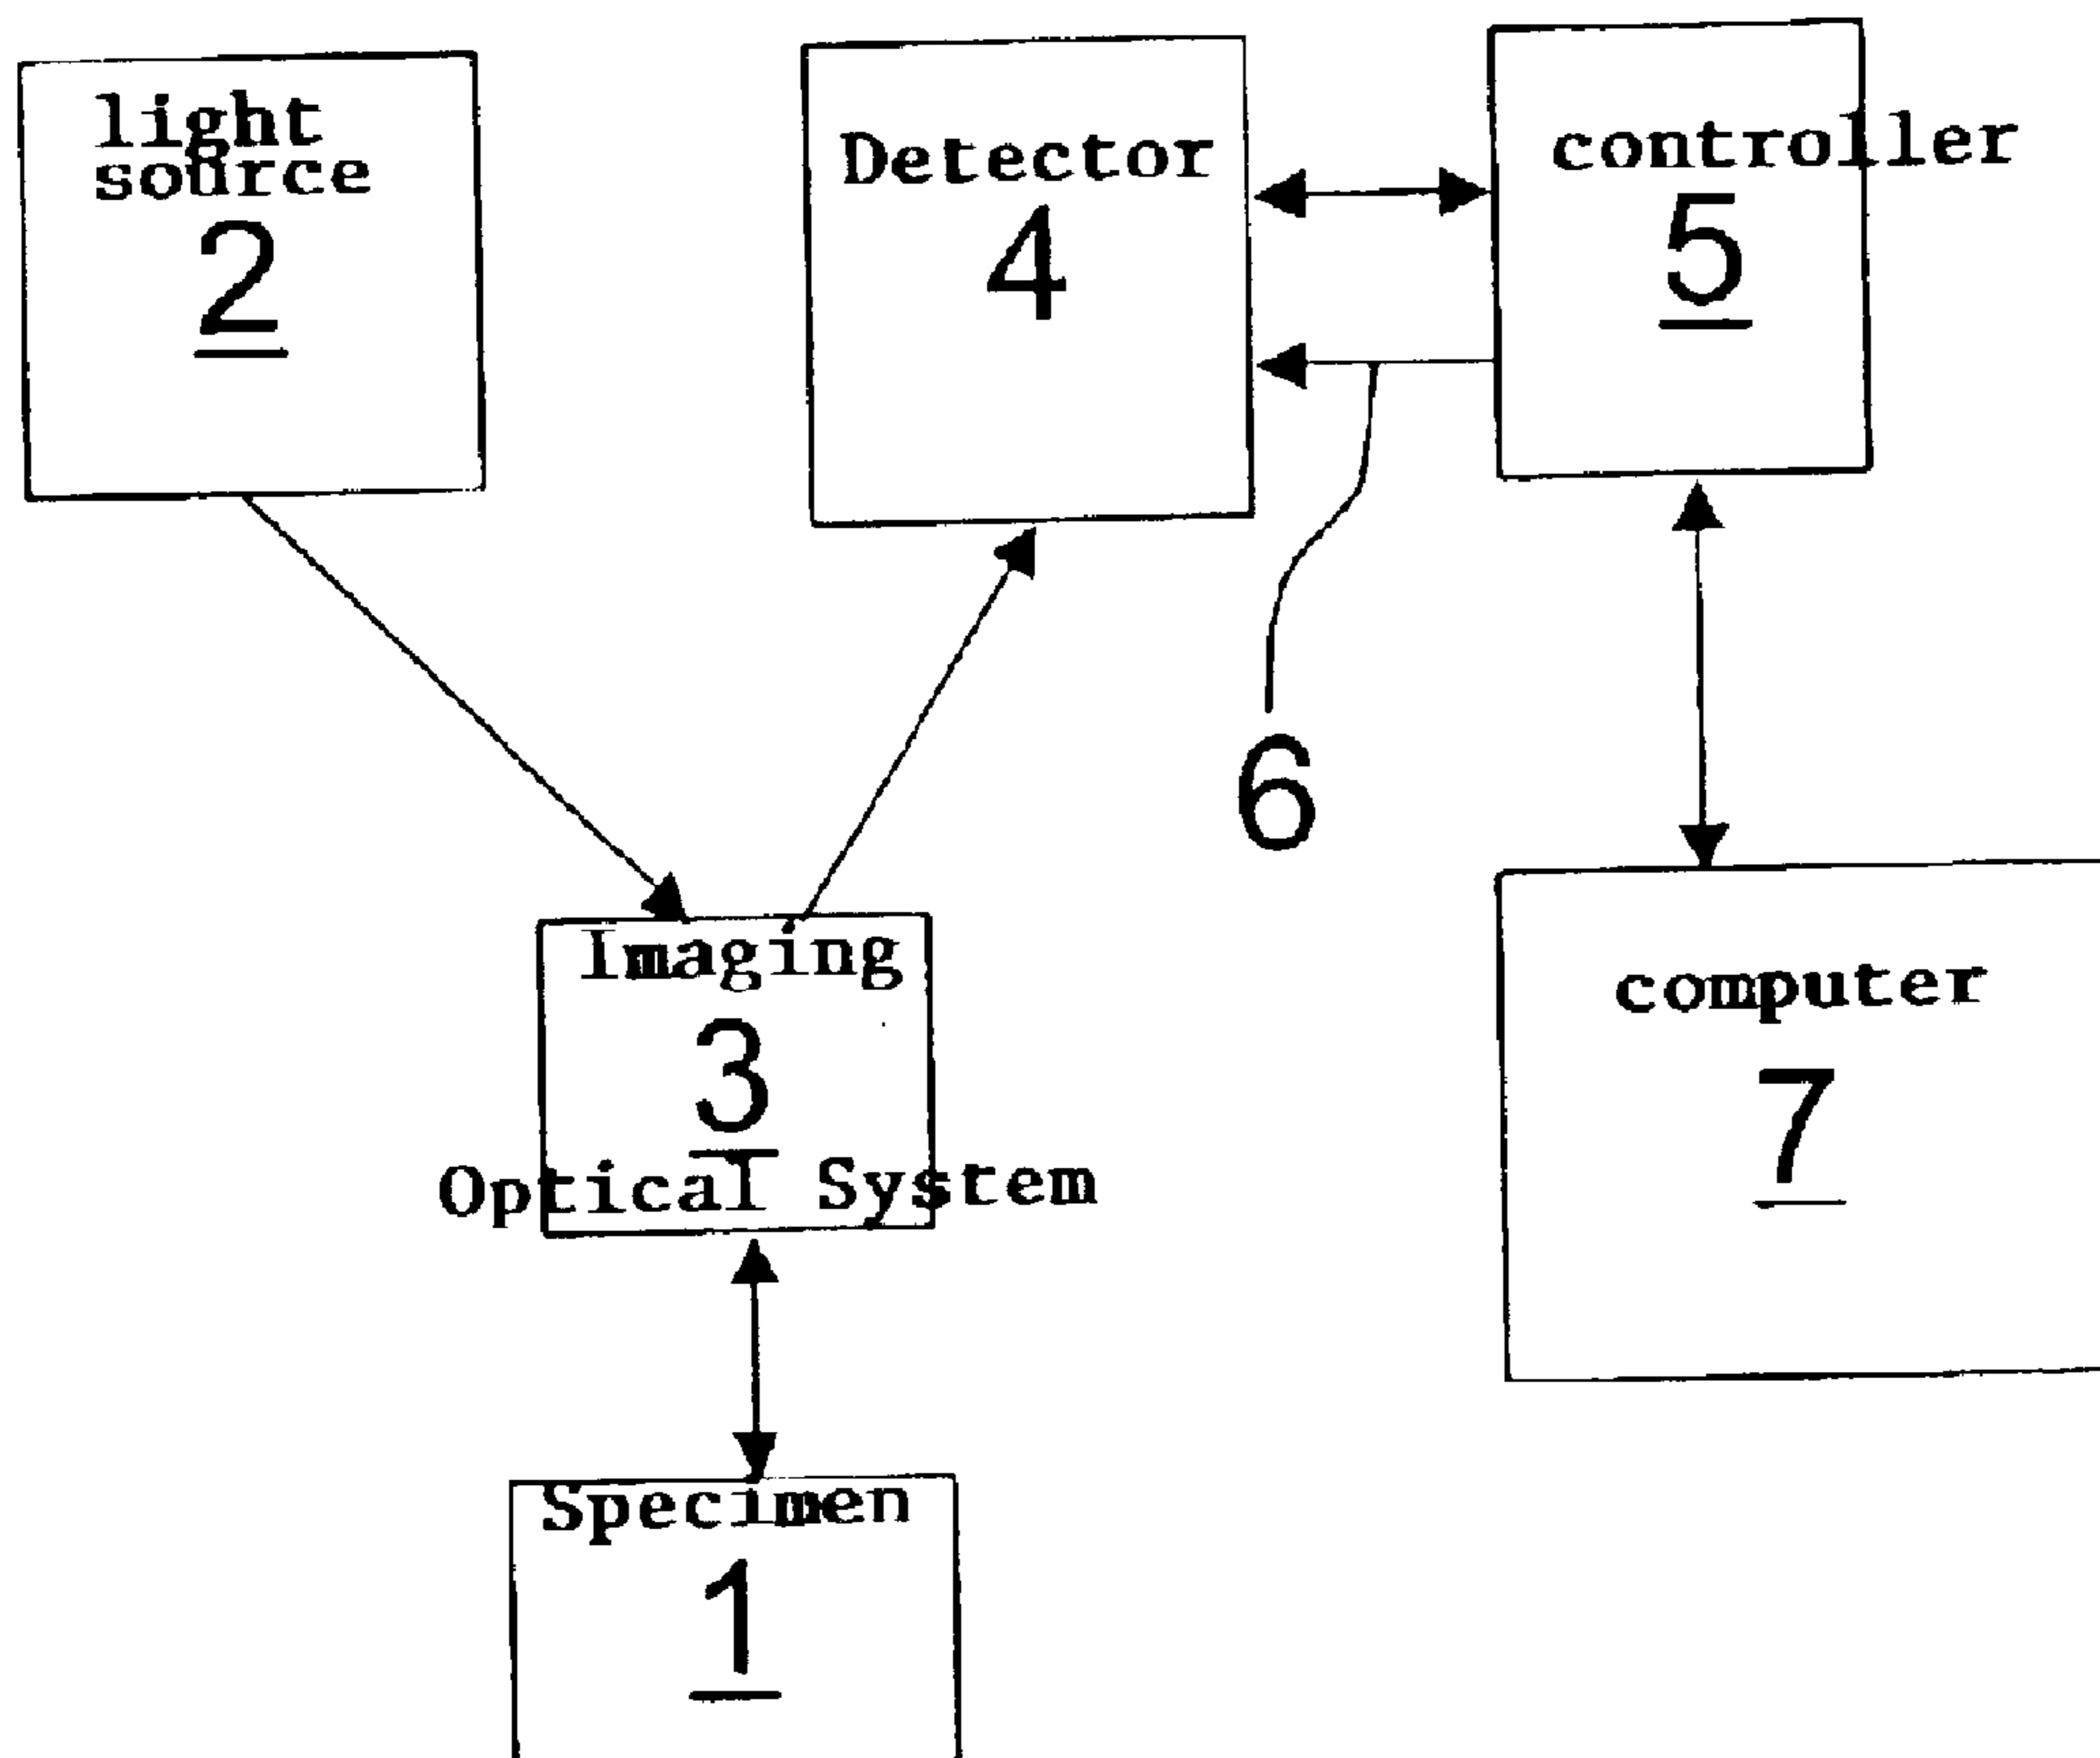 light
source
2
Detector
4
controller
5
6
Imaging
3
Optical System
computer
7
Specimen
1